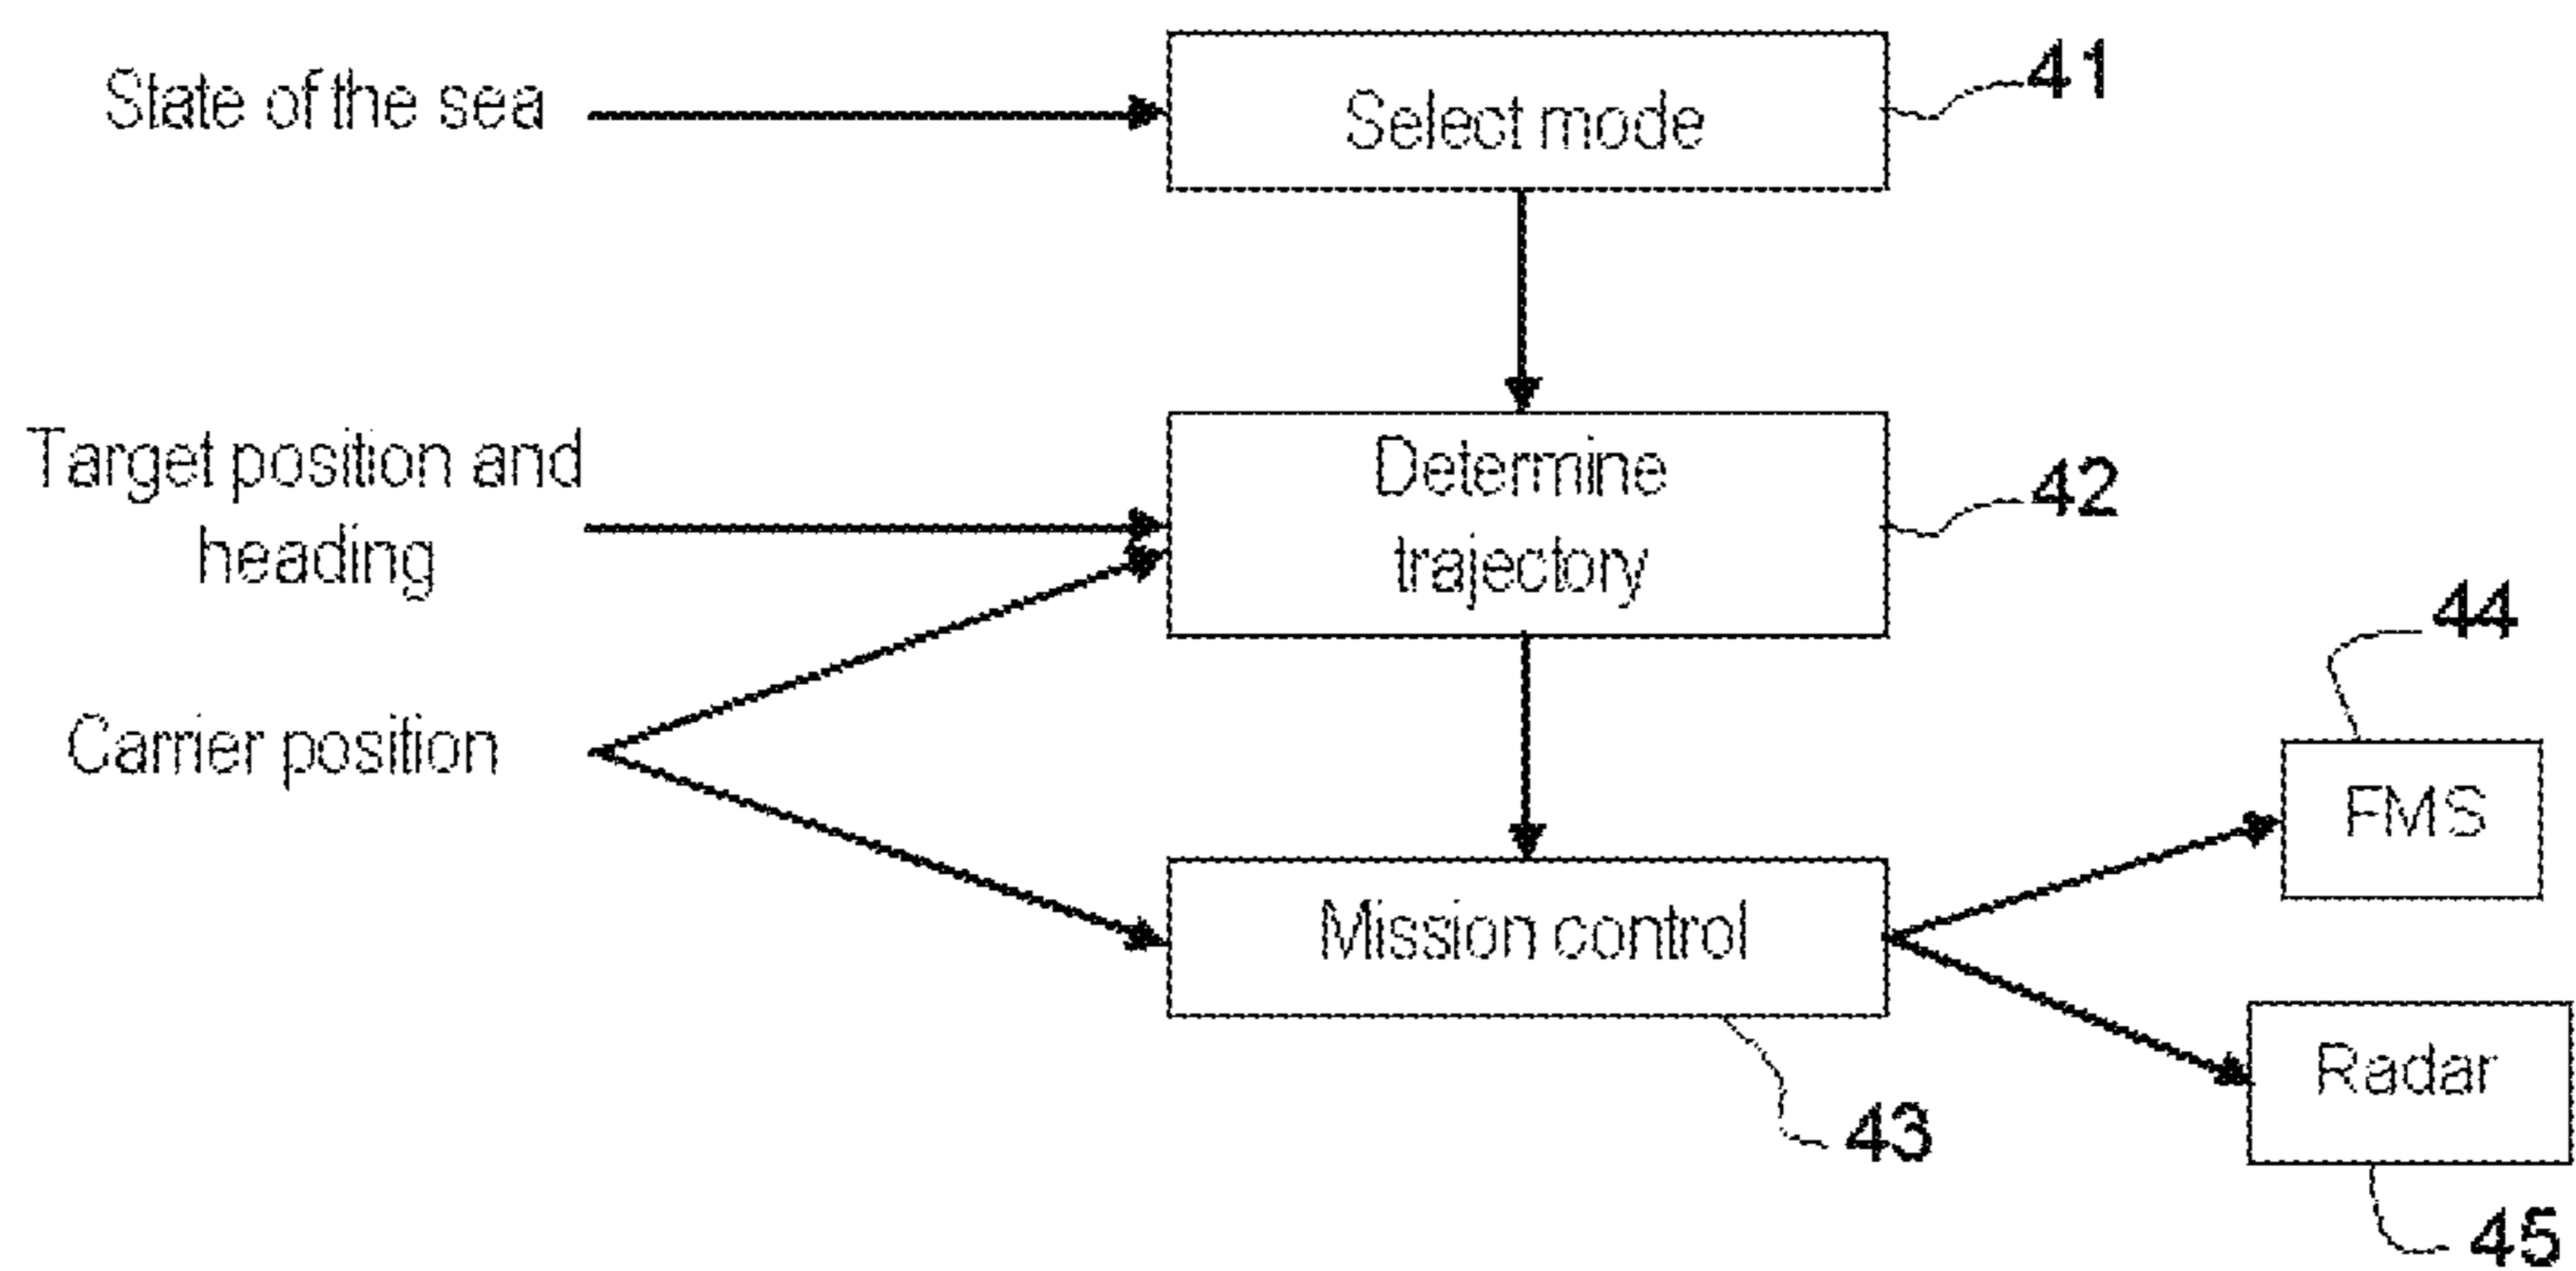 State of the sea
Select mode
41
Target position and
heading
Determine
trajectory
42
Carrier position
44
FMS
Mission control
43
Radar
45